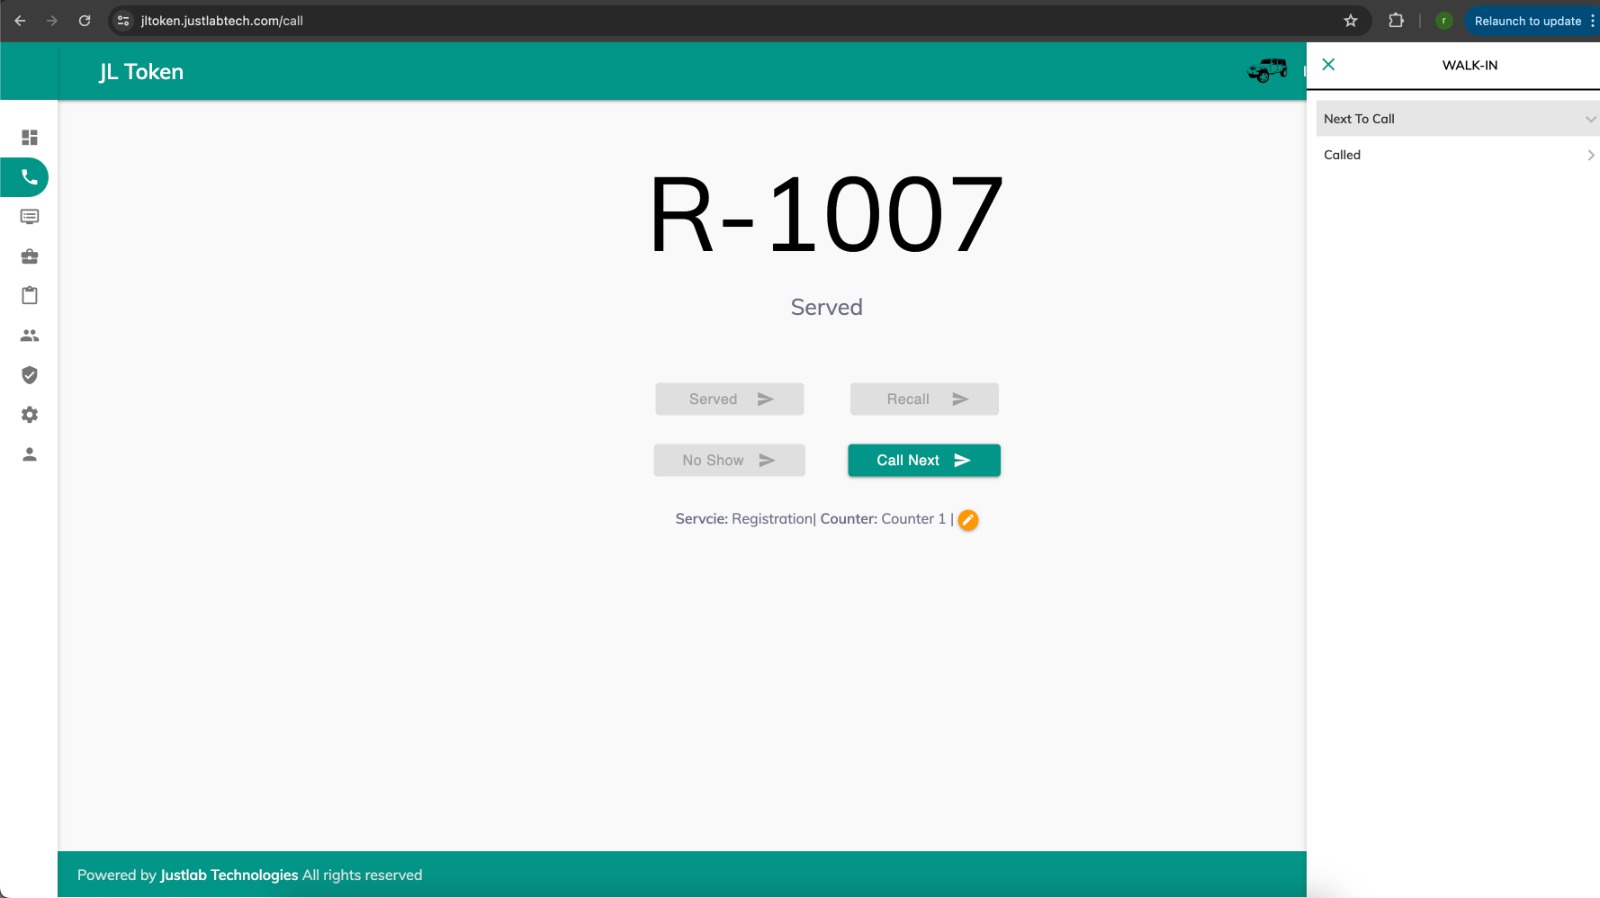 jltoken.justlabtech.com/call
r
Relaunch to update
JL Token
WALK-IN
Next To Call
Called
R-1007
Served
Served
Recall
No Show
Call Next
Servcie: Registration| Counter: Counter 1 |
Powered by Justlab Technologies All rights reserved